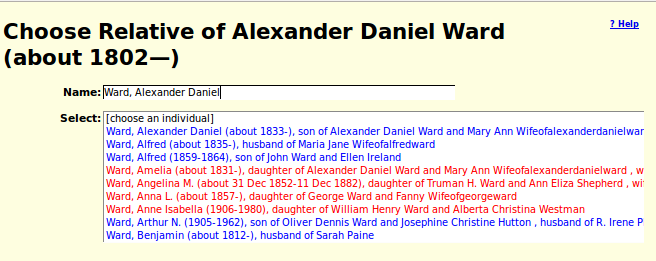 Choose Relative of Alexander Daniel Ward
(about 1802—)
? Help
Name: Ward, Alexander Daniel
Select: [choose an individual]
Ward, Alexander Daniel (about 1833-), son of Alexander Daniel Ward and Mary Ann Wifeofalexanderdanielwar
Ward, Alfred (about 1835-), husband of Maria Jane Wifeofalfredward
Ward, Alfred (1859-1864), son of John Ward and Ellen Ireland
Ward, Amelia (about 1831-), daughter of Alexander Daniel Ward and Mary Ann Wifeofalexanderdanielward , w
Ward, Angelina M. (about 31 Dec 1852-11 Dec 1882), daughter of Truman H. Ward and Ann Eliza Shepherd , wi
Ward, Anna L. (about 1857-), daughter of George Ward and Fanny Wifeofgeorgeward
Ward, Anne Isabella (1906-1980), daughter of William Henry Ward and Alberta Christina Westman
Ward, Arthur N. (1905-1962), son of Oliver Dennis Ward and Josephine Christine Hutton , husband of R. Irene P
Ward, Benjamin (about 1812-), husband of Sarah Paine